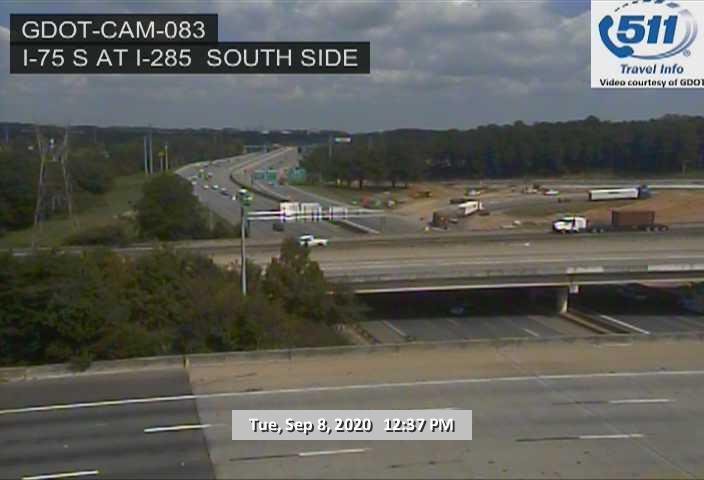 GDOT-CAM-083
I-75 S AT I-285 SOUTH SIDE
511
Travel Info
Video courtesy of GDOT
Tue, Sep 8, 2020 12:37 PM